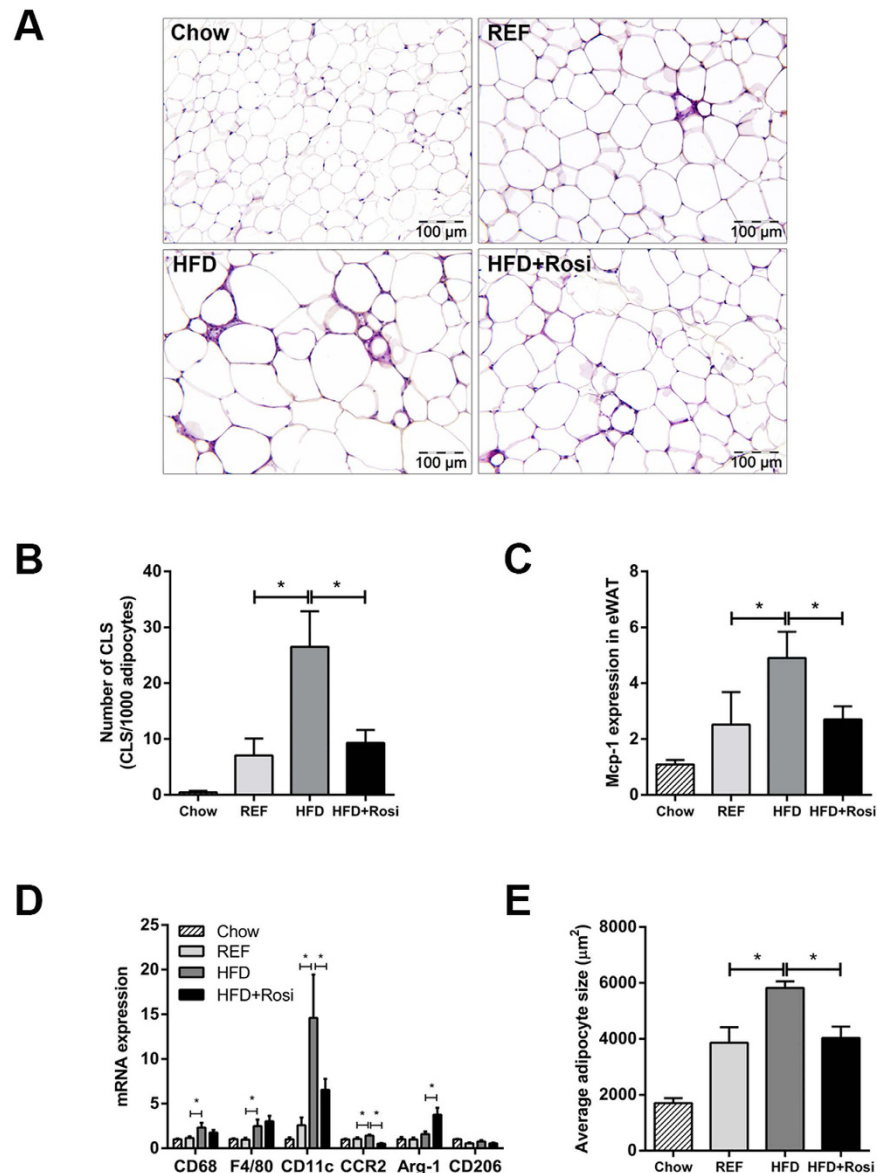 A
Chow
REF
100 µm
100 µm
HFD
HFD+Rosi
100 µm
100 µm
B
Number of CLS
(CLS/1000 adipocytes)
40
30
20
10
0
* *
Chow REF HFD HFD+Rosi
C
Mcp-1 expression in eWAT
8
6
4
2
0
* *
Chow REF HFD HFD+Rosi
D
mRNA expression
25
20
15
10
5
0
Chow
REF
HFD
HFD+Rosi
* * * * * * *
CD68 F4/80 CD11c CCR2 Arg-1 CD206
E
Average adipocyte size (µm²)
8000
6000
4000
2000
0
* *
Chow REF HFD HFD+Rosi